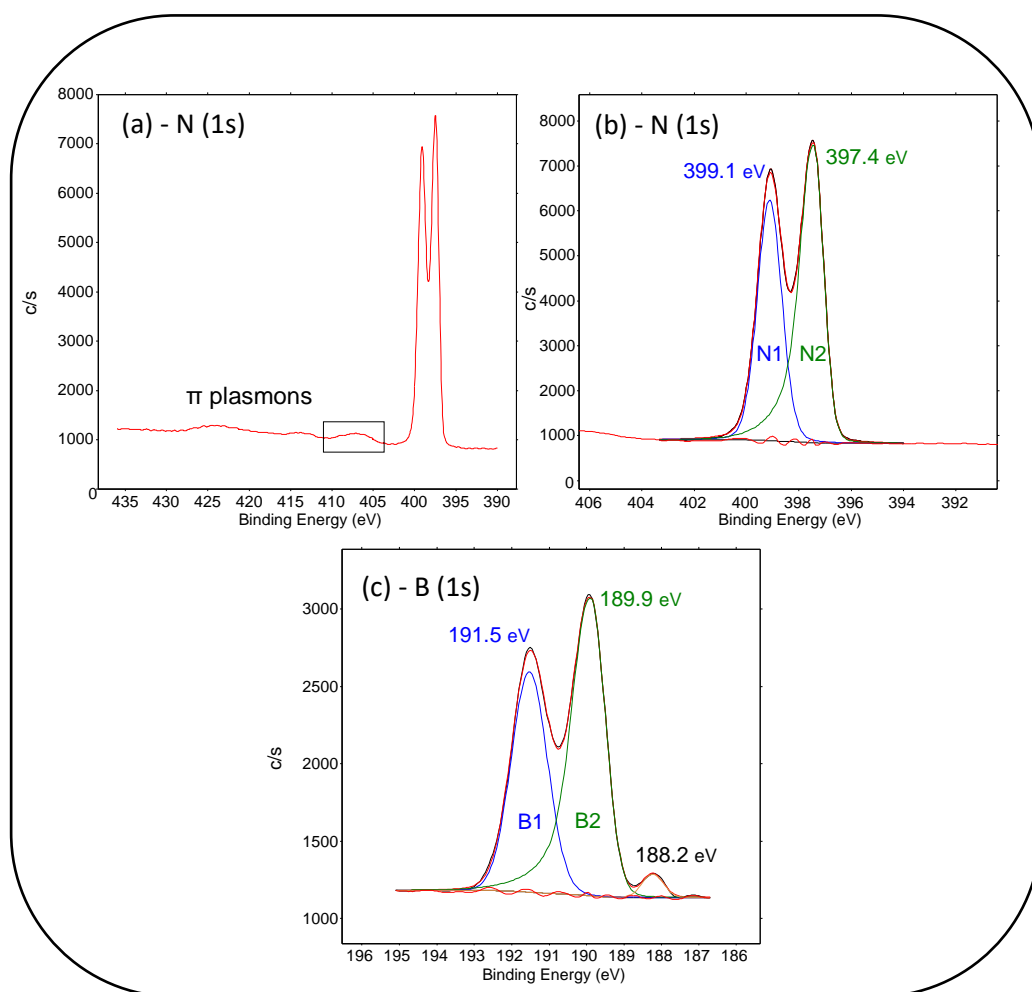 (a) - N (1s)
8000
7000
6000
5000
4000
3000
2000
1000
0
c/s
π plasmons
435 430 425 420 415 410 405 400 395 390
Binding Energy (eV)
(b) - N (1s)
8000
7000
6000
5000
4000
3000
2000
1000
0
c/s
399.1 eV
397.4 eV
N1
N2
406 404 402 400 398 396 394 392
Binding Energy (eV)
(c) - B (1s)
3000
2500
2000
1500
1000
c/s
191.5 eV
189.9 eV
B1
B2
188.2 eV
196 195 194 193 192 191 190 189 188 187 186
Binding Energy (eV)